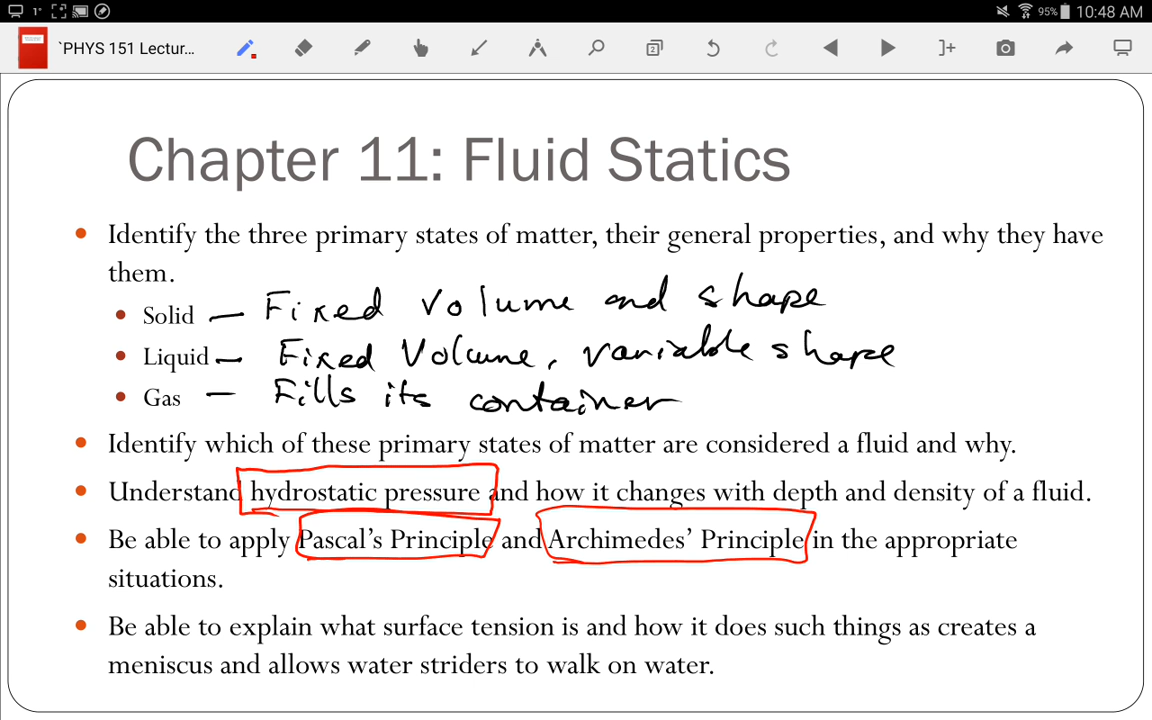 1°
95% 10:48 AM
`PHYS 151 Lectur...
2
Chapter 11: Fluid Statics
Identify the three primary states of matter, their general properties, and why they have
them.
Solid — Fixed volume and shape
Liquid — Fixed Volume, variable shape
Gas — Fills its container
Identify which of these primary states of matter are considered a fluid and why.
Understand hydrostatic pressure and how it changes with depth and density of a fluid.
Be able to apply Pascal's Principle and Archimedes' Principle in the appropriate
situations.
Be able to explain what surface tension is and how it does such things as creates a
meniscus and allows water striders to walk on water.